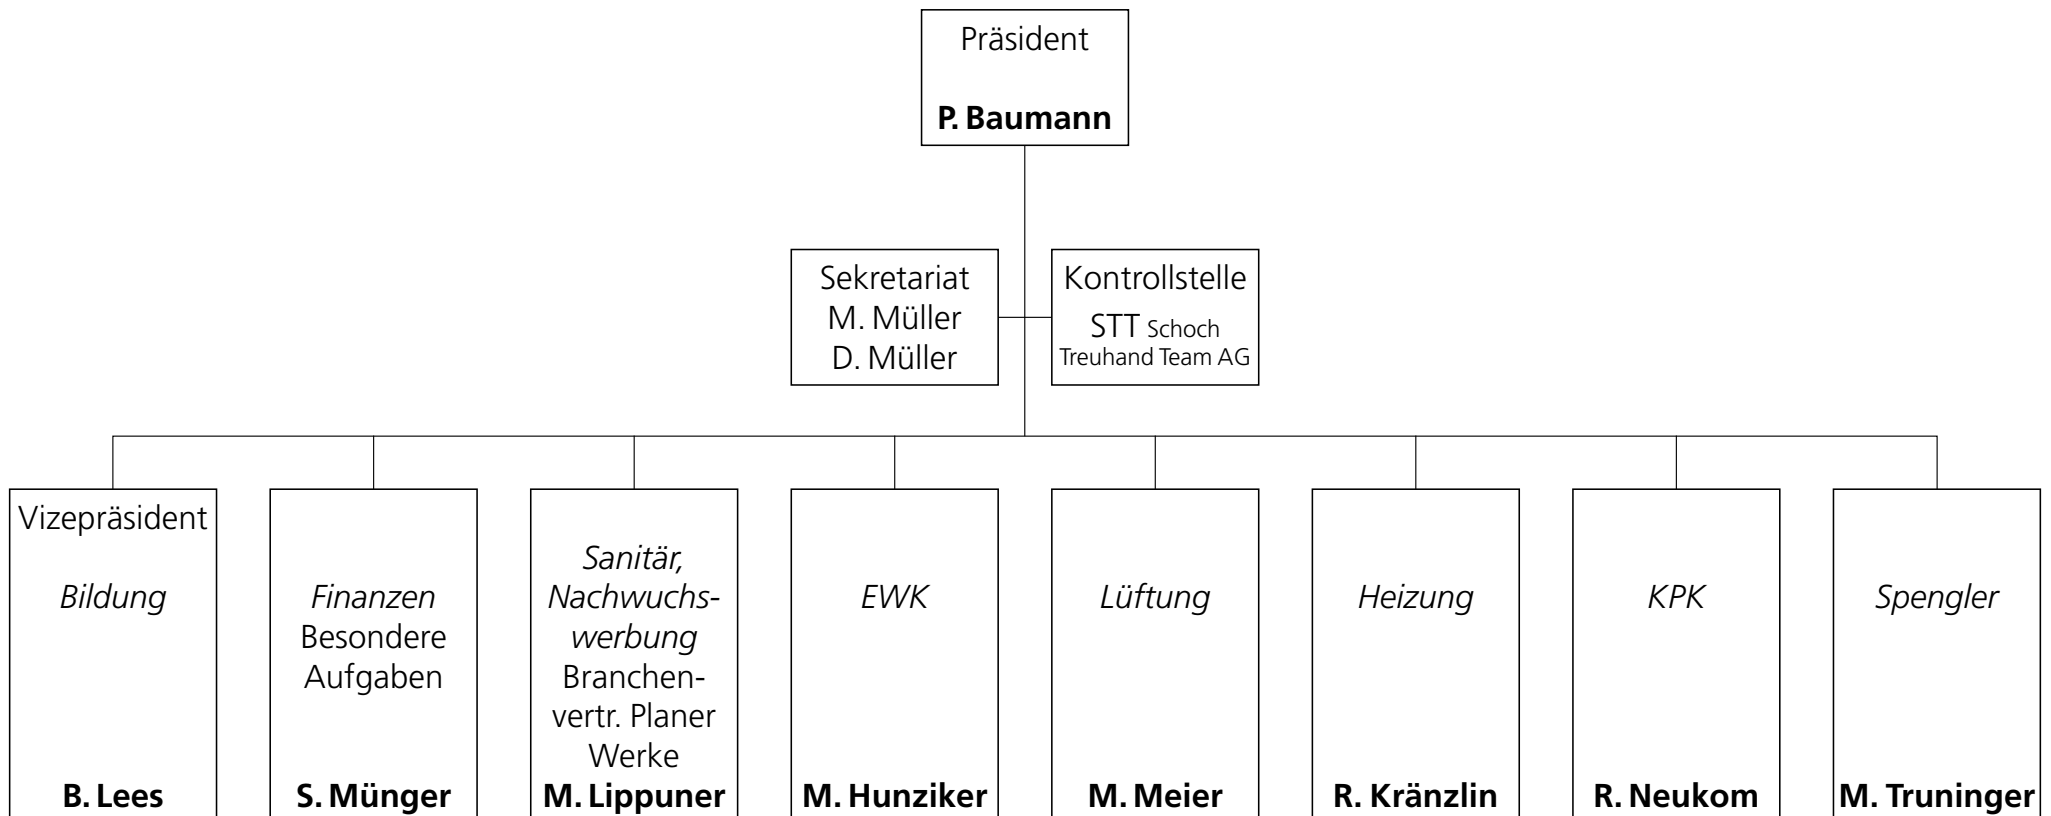 Präsident
P. Baumann
Sekretariat
M. Müller
D. Müller
Kontrollstelle
STT Schoch
Treuhand Team AG
Vizepräsident
Bildung
B. Lees
Finanzen
Besondere
Aufgaben
S. Münger
Sanitär,
Nachwuchs-
werbung
Branchen-
vertr. Planer
Werke
M. Lippuner
EWK
M. Hunziker
Lüftung
M. Meier
Heizung
R. Kränzlin
KPK
R. Neukom
Spengler
M. Truninger